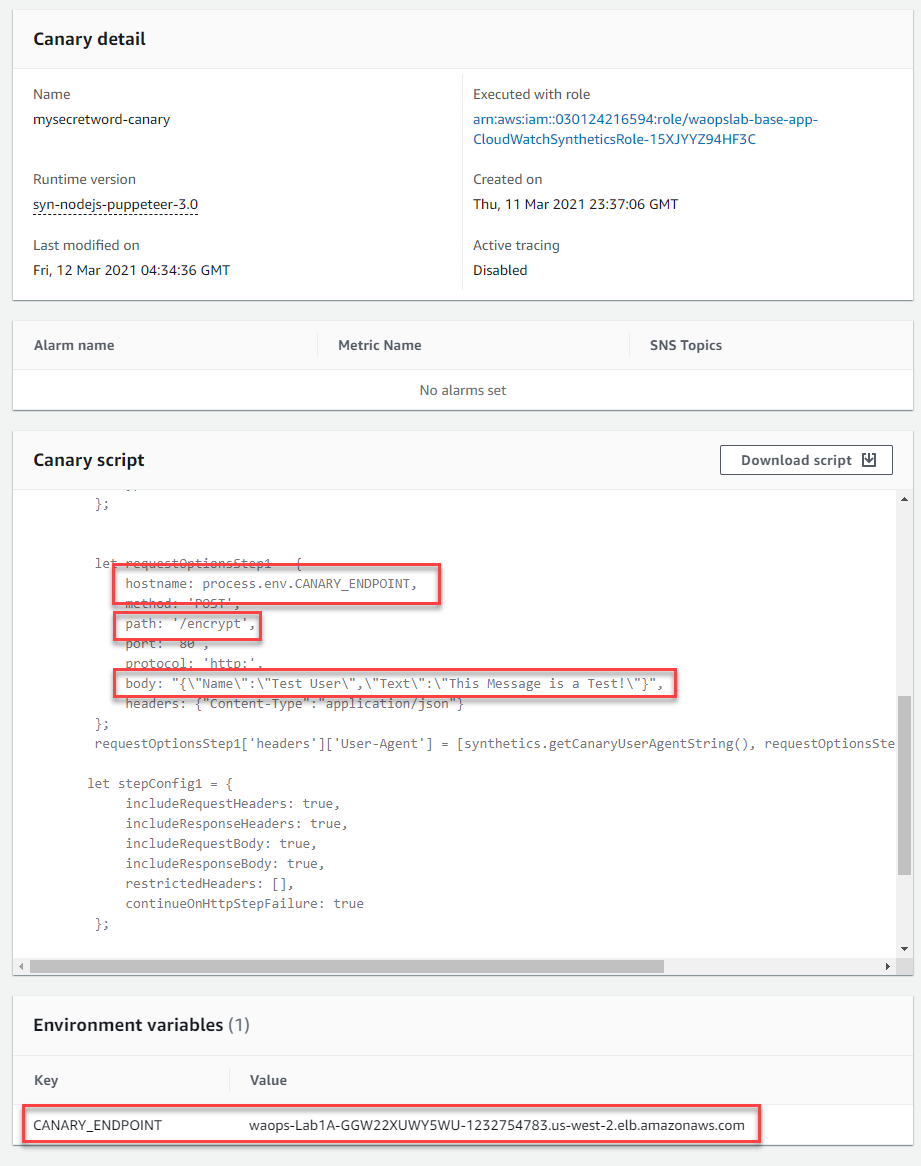 Canary detail
Name
mysecretword-canary
Executed with role
arn:aws:iam::030124216594:role/waopslab-base-app-
CloudWatchSyntheticsRole-15XJYYZ94HF3C
Runtime version
syn-nodejs-puppeteer-3.0
Created on
Thu, 11 Mar 2021 23:37:06 GMT
Last modified on
Fri, 12 Mar 2021 04:34:36 GMT
Active tracing
Disabled
Alarm name Metric Name SNS Topics
No alarms set
Canary script
Download script
};
let requestOptionsStep1 = {
hostname: process.env.CANARY_ENDPOINT,
method: 'POST',
path: '/encrypt',
port: '80',
protocol: 'http:',
body: "{\"Name\":\"Test User\",\"Text\":\"This Message is a Test!\"}",
headers: {"Content-Type":"application/json"}
};
requestOptionsStep1['headers']['User-Agent'] = [synthetics.getCanaryUserAgentString(), requestOptionsSte
let stepConfig1 = {
includeRequestHeaders: true,
includeResponseHeaders: true,
includeRequestBody: true,
includeResponseBody: true,
restrictedHeaders: [],
continueOnHttpStepFailure: true
};
Environment variables (1)
Key Value
CANARY_ENDPOINT waops-Lab1A-GGW22XUWY5WU-1232754783.us-west-2.elb.amazonaws.com